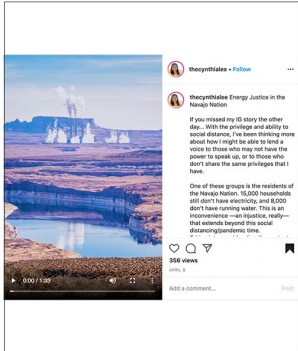 thecynthialee • Follow
...
thecynthialee Energy Justice in the
Navajo Nation
If you missed my IG story the other
day... With the privilege and ability to
social distance, I've been thinking more
about how I might be able to lend a
voice to those who may not have the
power to speak up, or to those who
don't share the same privileges that I
have.
One of these groups is the residents of
the Navajo Nation. 15,000 households
still don't have electricity, and 8,000
don't have running water. This is an
inconvenience —an injustice, really—
that extends beyond this social
distancing/pandemic time.
0:00 / 1:33
356 views
APRIL 8
Add a comment...
Post